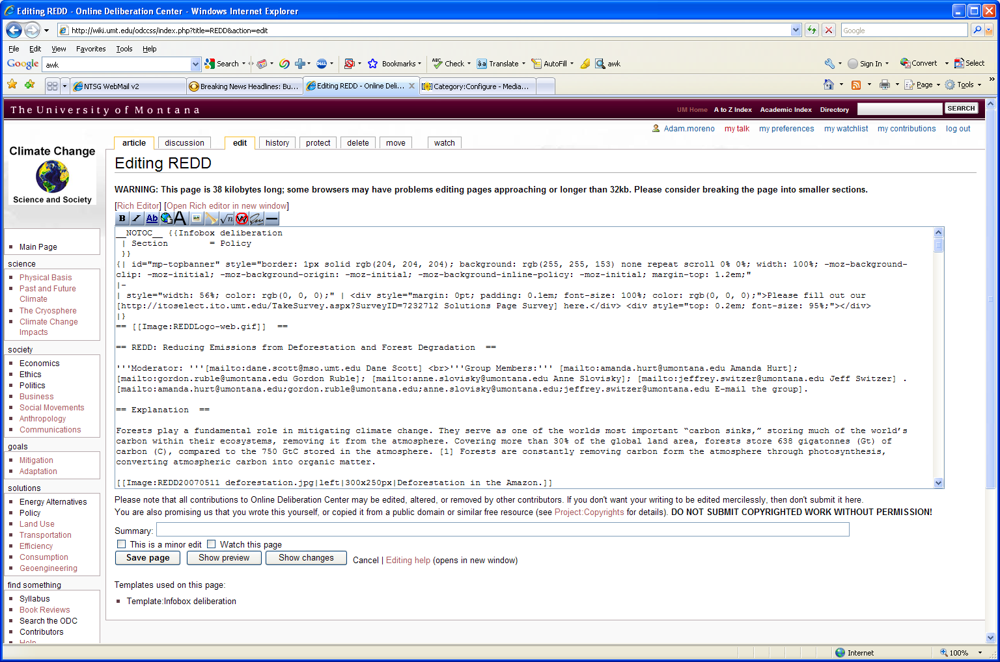 Editing REDD - Online Deliberation Center - Windows Internet Explorer
http://wiki.umt.edu/odccss/index.php?title=REDD&action=edit
Google
File Edit View Favorites Tools Help
Google awk Search Bookmarks Check Translate AutoFill awk Sign In Convert Select
NTSG WebMail v2 Breaking News Headlines: Bu... Editing REDD - Online Deli... Category:Configure - Media... Page Tools
The University of Montana
UM Home A to Z Index Academic Index Directory SEARCH
Adam.moreno my talk my preferences my watchlist my contributions log out
article discussion edit history protect delete move watch
Climate Change
Science and Society
Main Page
science
Physical Basis
Past and Future
Climate
The Cryosphere
Climate Change
Impacts
society
Economics
Ethics
Politics
Business
Social Movements
Anthropology
Communications
goals
Mitigation
Adaptation
solutions
Energy Alternatives
Policy
Land Use
Transportation
Efficiency
Consumption
Geoengineering
find something
Syllabus
Book Reviews
Search the ODC
Contributors
Help
Editing REDD
WARNING: This page is 38 kilobytes long; some browsers may have problems editing pages approaching or longer than 32kb. Please consider breaking the page into smaller sections.
[Rich Editor] [Open Rich editor in new window]
B I Ab A √n W
__NOTOC__ {{Infobox deliberation
| Section = Policy
}}
{| id="mp-topbanner" style="border: 1px solid rgb(204, 204, 204); background: rgb(255, 255, 153) none repeat scroll 0% 0%; width: 100%; -moz-background-
clip: -moz-initial; -moz-background-origin: -moz-initial; -moz-background-inline-policy: -moz-initial; margin-top: 1.2em;"
|-
| style="width: 56%; color: rgb(0, 0, 0);" | <div style="margin: 0pt; padding: 0.1em; font-size: 100%; color: rgb(0, 0, 0);">Please fill out our
[http://itoselect.ito.umt.edu/TakeSurvey.aspx?SurveyID=72327l2 Solutions Page Survey] here.</div> <div style="top: 0.2em; font-size: 95%;"></div>
|}
== [[Image:REDDLogo-web.gif]] ==
== REDD: Reducing Emissions from Deforestation and Forest Degradation ==
'''Moderator: '''[mailto:dane.scott@mso.umt.edu Dane Scott] <br>'''Group Members:''' [mailto:amanda.hurt@umontana.edu Amanda Hurt];
[mailto:gordon.ruble@umontana.edu Gordon Ruble]; [mailto:anne.slovisky@umontana.edu Anne Slovisky]; [mailto:jeffrey.switzer@umontana.edu Jeff Switzer] .
[mailto:amanda.hurt@umontana.edu;gordon.ruble@umontana.edu;anne.slovisky@umontana.edu;jeffrey.switzer@umontana.edu E-mail the group].
== Explanation ==
Forests play a fundamental role in mitigating climate change. They serve as one of the worlds most important “carbon sinks,” storing much of the world’s
carbon within their ecosystems, removing it from the atmosphere. Covering more than 30% of the global land area, forests store 638 gigatonnes (Gt) of
carbon (C), compared to the 750 GtC stored in the atmosphere. [1] Forests are constantly removing carbon form the atmosphere through photosynthesis,
converting atmospheric carbon into organic matter.
[[Image:REDD20070511 deforestation.jpg|left|300x250px|Deforestation in the Amazon.]]
Please note that all contributions to Online Deliberation Center may be edited, altered, or removed by other contributors. If you don't want your writing to be edited mercilessly, then don't submit it here.
You are also promising us that you wrote this yourself, or copied it from a public domain or similar free resource (see Project:Copyrights for details). DO NOT SUBMIT COPYRIGHTED WORK WITHOUT PERMISSION!
Summary:
This is a minor edit Watch this page
Save page Show preview Show changes Cancel | Editing help (opens in new window)
Templates used on this page:
Template:Infobox deliberation
Internet 100%